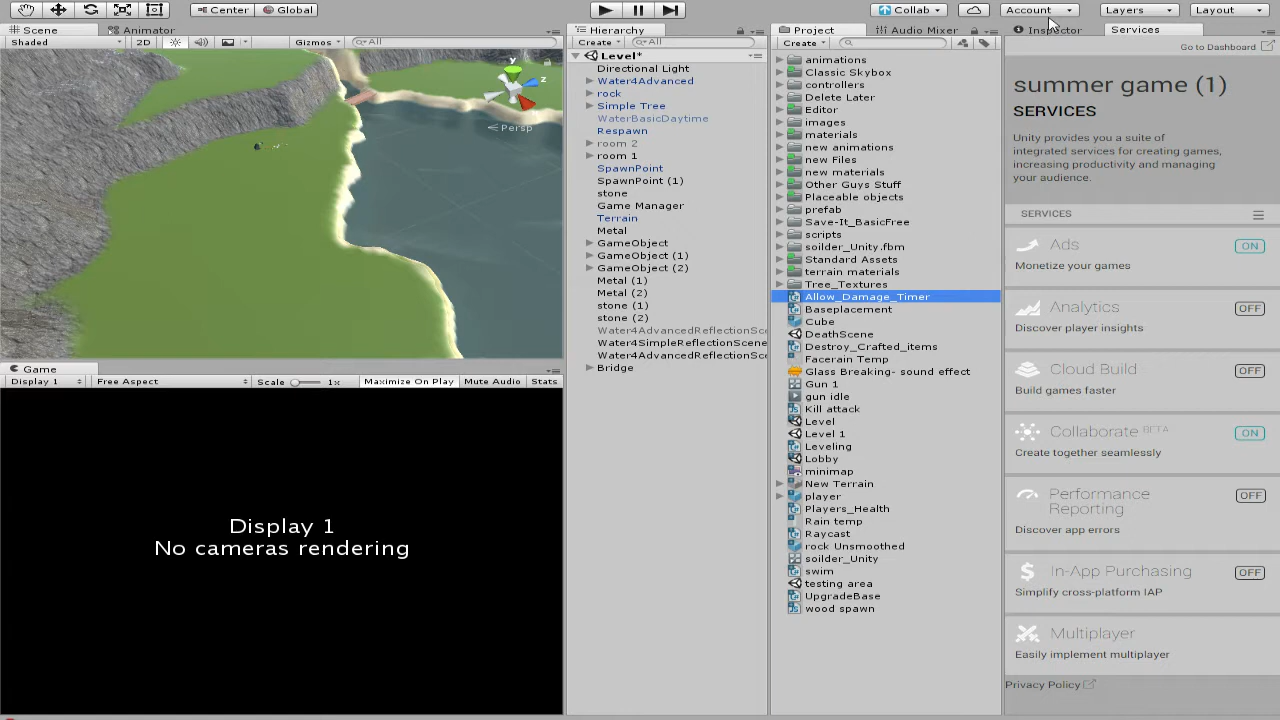 Center Global Collab Account Layers Layout
Scene Animator
Shaded 2D Gizmos All
y
z
Persp
Game
Display 1 Free Aspect Scale 1x Maximize On Play Mute Audio Stats
Display 1
No cameras rendering
Hierarchy
Create All
Level*
Directional Light
Water4Advanced
rock
Simple Tree
WaterBasicDaytime
Respawn
room 2
room 1
SpawnPoint
SpawnPoint (1)
stone
Game Manager
Terrain
Metal
GameObject
GameObject (1)
GameObject (2)
Metal (1)
Metal (2)
stone (1)
stone (2)
Water4AdvancedReflectionSce
Water4SimpleReflectionScene
Water4AdvancedReflectionSce
Bridge
Project Audio Mixer
Create
animations
Classic Skybox
controllers
Delete Later
Editor
images
materials
new animations
new Files
new materials
Other Guys Stuff
Placeable objects
prefab
Save-It_BasicFree
scripts
soilder_Unity.fbm
Standard Assets
terrain materials
Tree_Textures
Allow_Damage_Timer
Baseplacement
Cube
DeathScene
Destroy_Crafted_items
Facerain Temp
Glass Breaking- sound effect
Gun 1
gun idle
Kill attack
Level
Level 1
Leveling
Lobby
minimap
New Terrain
player
Players_Health
Rain temp
Raycast
rock Unsmoothed
soilder_Unity
swim
testing area
UpgradeBase
wood spawn
Inspector Services
Go to Dashboard
summer game (1)
SERVICES
Unity provides you a suite of
integrated services for creating games,
increasing productivity and managing
your audience.
SERVICES
Ads ON
Monetize your games
Analytics OFF
Discover player insights
Cloud Build OFF
Build games faster
Collaborate BETA ON
Create together seamlessly
Performance
Reporting OFF
Discover app errors
In-App Purchasing OFF
Simplify cross-platform IAP
Multiplayer
Easily implement multiplayer
Privacy Policy